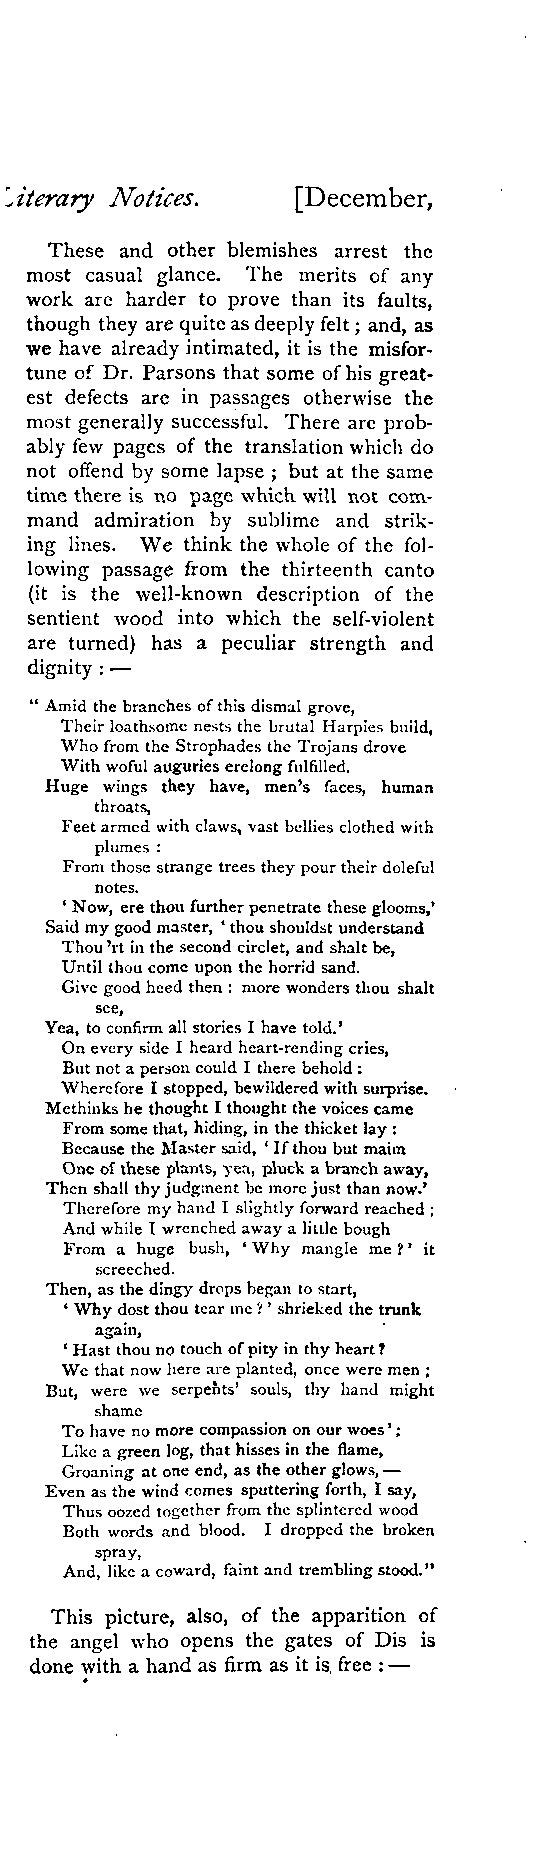 iterary Notices. [December,
These and other blemishes arrest the
most casual glance. The merits of any
work are harder to prove than its faults,
though they are quite as deeply felt ; and, as
we have already intimated, it is the misfor-
tune of Dr. Parsons that some of his great-
est defects are in passages otherwise the
most generally successful. There are prob-
ably few pages of the translation which do
not offend by some lapse ; but at the same
time there is no page which will not com-
mand admiration by sublime and strik-
ing lines. We think the whole of the fol-
lowing passage from the thirteenth canto
(it is the well-known description of the
sentient wood into which the self-violent
are turned) has a peculiar strength and
dignity : —
“ Amid the branches of this dismal grove,
Their loathsome nests the brutal Harpies build,
Who from the Strophades the Trojans drove
With woful auguries erelong fulfilled.
Huge wings they have, men's faces, human
throats,
Feet armed with claws, vast bellies clothed with
plumes :
From those strange trees they pour their doleful
notes.
‘ Now, ere thou further penetrate these glooms,’
Said my good master, ‘ thou shouldst understand
Thou 'rt in the second circlet, and shalt be,
Until thou come upon the horrid sand.
Give good heed then : more wonders thou shalt
see,
Yea, to confirm all stories I have told.’
On every side I heard heart-rending cries,
But not a person could I there behold :
Wherefore I stopped, bewildered with surprise.
Methinks he thought I thought the voices came
From some that, hiding, in the thicket lay :
Because the Master said, ‘ If thou but maim
One of these plants, yea, pluck a branch away,
Then shall thy judgment be more just than now.’
Therefore my hand I slightly forward reached ;
And while I wrenched away a little bough
From a huge bush, ‘ Why mangle me ? ’ it
screeched.
Then, as the dingy drops began to start,
‘ Why dost thou tear me ? ’ shrieked the trunk
again,
‘ Hast thou no touch of pity in thy heart ?
We that now here are planted, once were men ;
But, were we serpents' souls, thy hand might
shame
To have no more compassion on our woes ’ ;
Like a green log, that hisses in the flame,
Groaning at one end, as the other glows, —
Even as the wind comes sputtering forth, I say,
Thus oozed together from the splintered wood
Both words and blood. I dropped the broken
spray,
And, like a coward, faint and trembling stood.”
This picture, also, of the apparition of
the angel who opens the gates of Dis is
done with a hand as firm as it is free : —